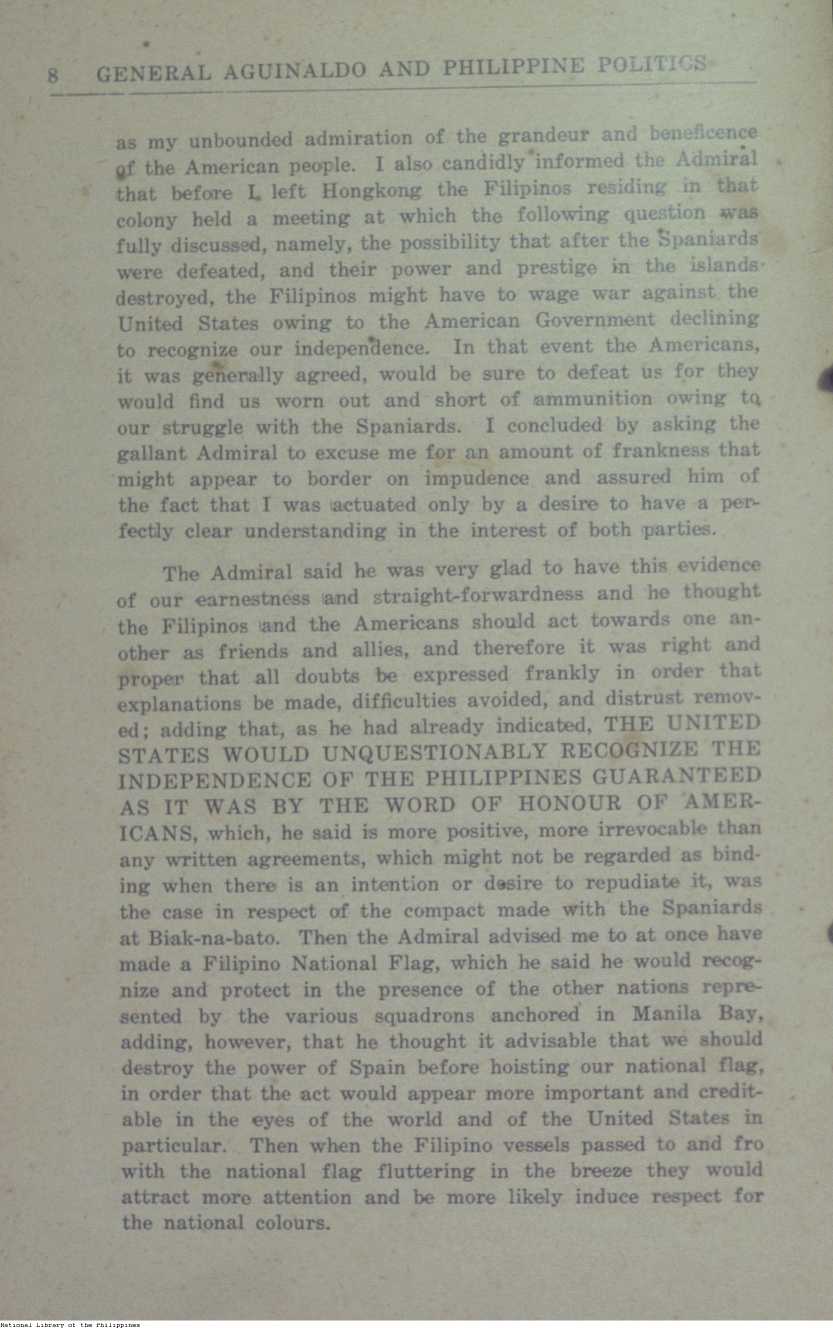 8 GENERAL AGUINALDO AND PHILIPPINE POLITICS
as my unbounded admiration of the grandeur and beneficence
of the American people. I also candidly informed the Admiral
that before I left Hongkong the Filipinos residing in that
colony held a meeting at which the following question was
fully discussed, namely, the possibility that after the Spaniards
were defeated, and their power and prestige in the islands
destroyed, the Filipinos might have to wage war against the
United States owing to the American Government declining
to recognize our independence. In that event the Americans,
it was generally agreed, would be sure to defeat us for they
would find us worn out and short of ammunition owing to
our struggle with the Spaniards. I concluded by asking the
gallant Admiral to excuse me for an amount of frankness that
might appear to border on impudence and assured him of
the fact that I was actuated only by a desire to have a per-
fectly clear understanding in the interest of both parties.
The Admiral said he was very glad to have this evidence
of our earnestness and straight-forwardness and he thought
the Filipinos and the Americans should act towards one an-
other as friends and allies, and therefore it was right and
proper that all doubts be expressed frankly in order that
explanations be made, difficulties avoided, and distrust remov-
ed; adding that, as he had already indicated, THE UNITED
STATES WOULD UNQUESTIONABLY RECOGNIZE THE
INDEPENDENCE OF THE PHILIPPINES GUARANTEED
AS IT WAS BY THE WORD OF HONOUR OF AMER-
ICANS, which, he said is more positive, more irrevocable than
any written agreements, which might not be regarded as bind-
ing when there is an intention or desire to repudiate it, was
the case in respect of the compact made with the Spaniards
at Biak-na-bato. Then the Admiral advised me to at once have
made a Filipino National Flag, which he said he would recog-
nize and protect in the presence of the other nations repre-
sented by the various squadrons anchored in Manila Bay,
adding, however, that he thought it advisable that we should
destroy the power of Spain before hoisting our national flag,
in order that the act would appear more important and credit-
able in the eyes of the world and of the United States in
particular. Then when the Filipino vessels passed to and fro
with the national flag fluttering in the breeze they would
attract more attention and be more likely induce respect for
the national colours.
National Library of the Philippines